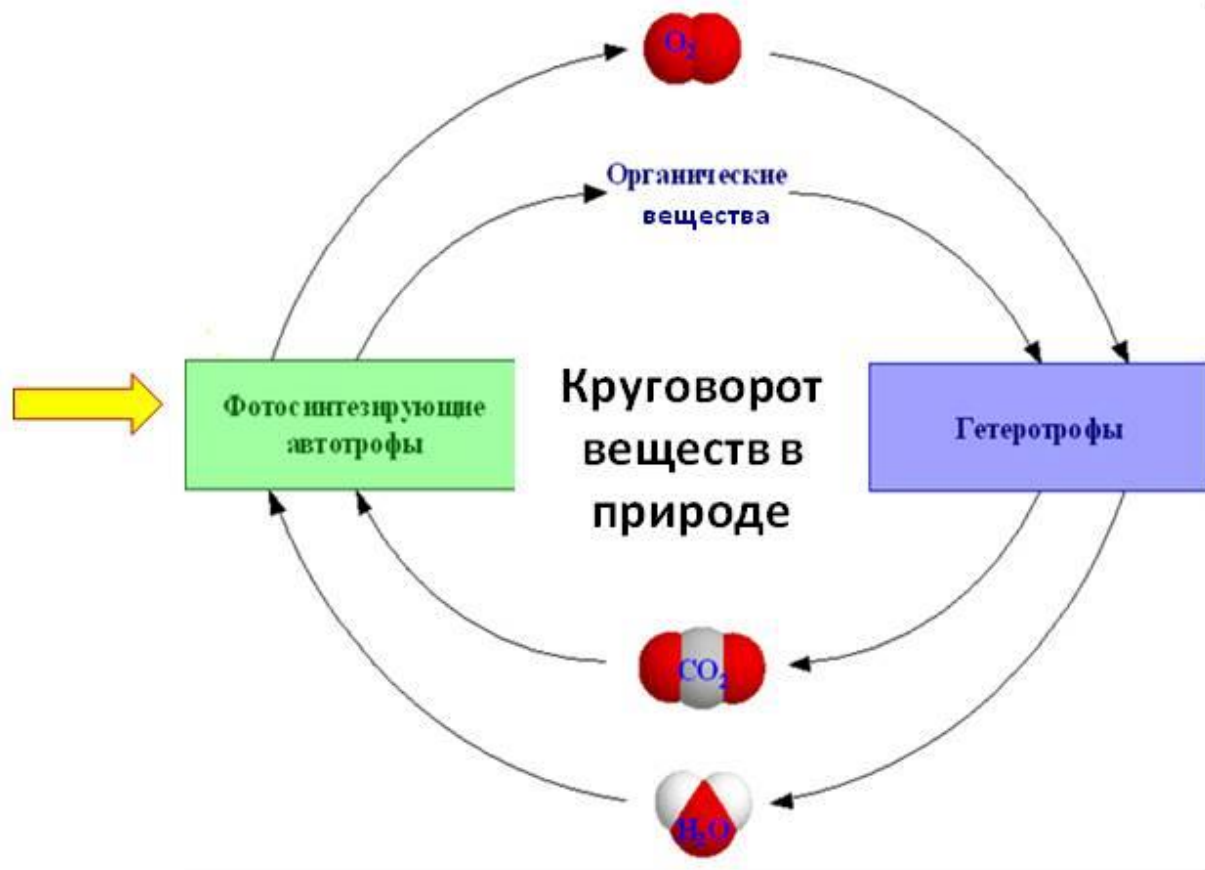 O₂
Органические
вещества
Фотосинтезирующие
автотрофы
Круговорот
веществ в
природе
Гетеротрофы
CO₂
H₂O